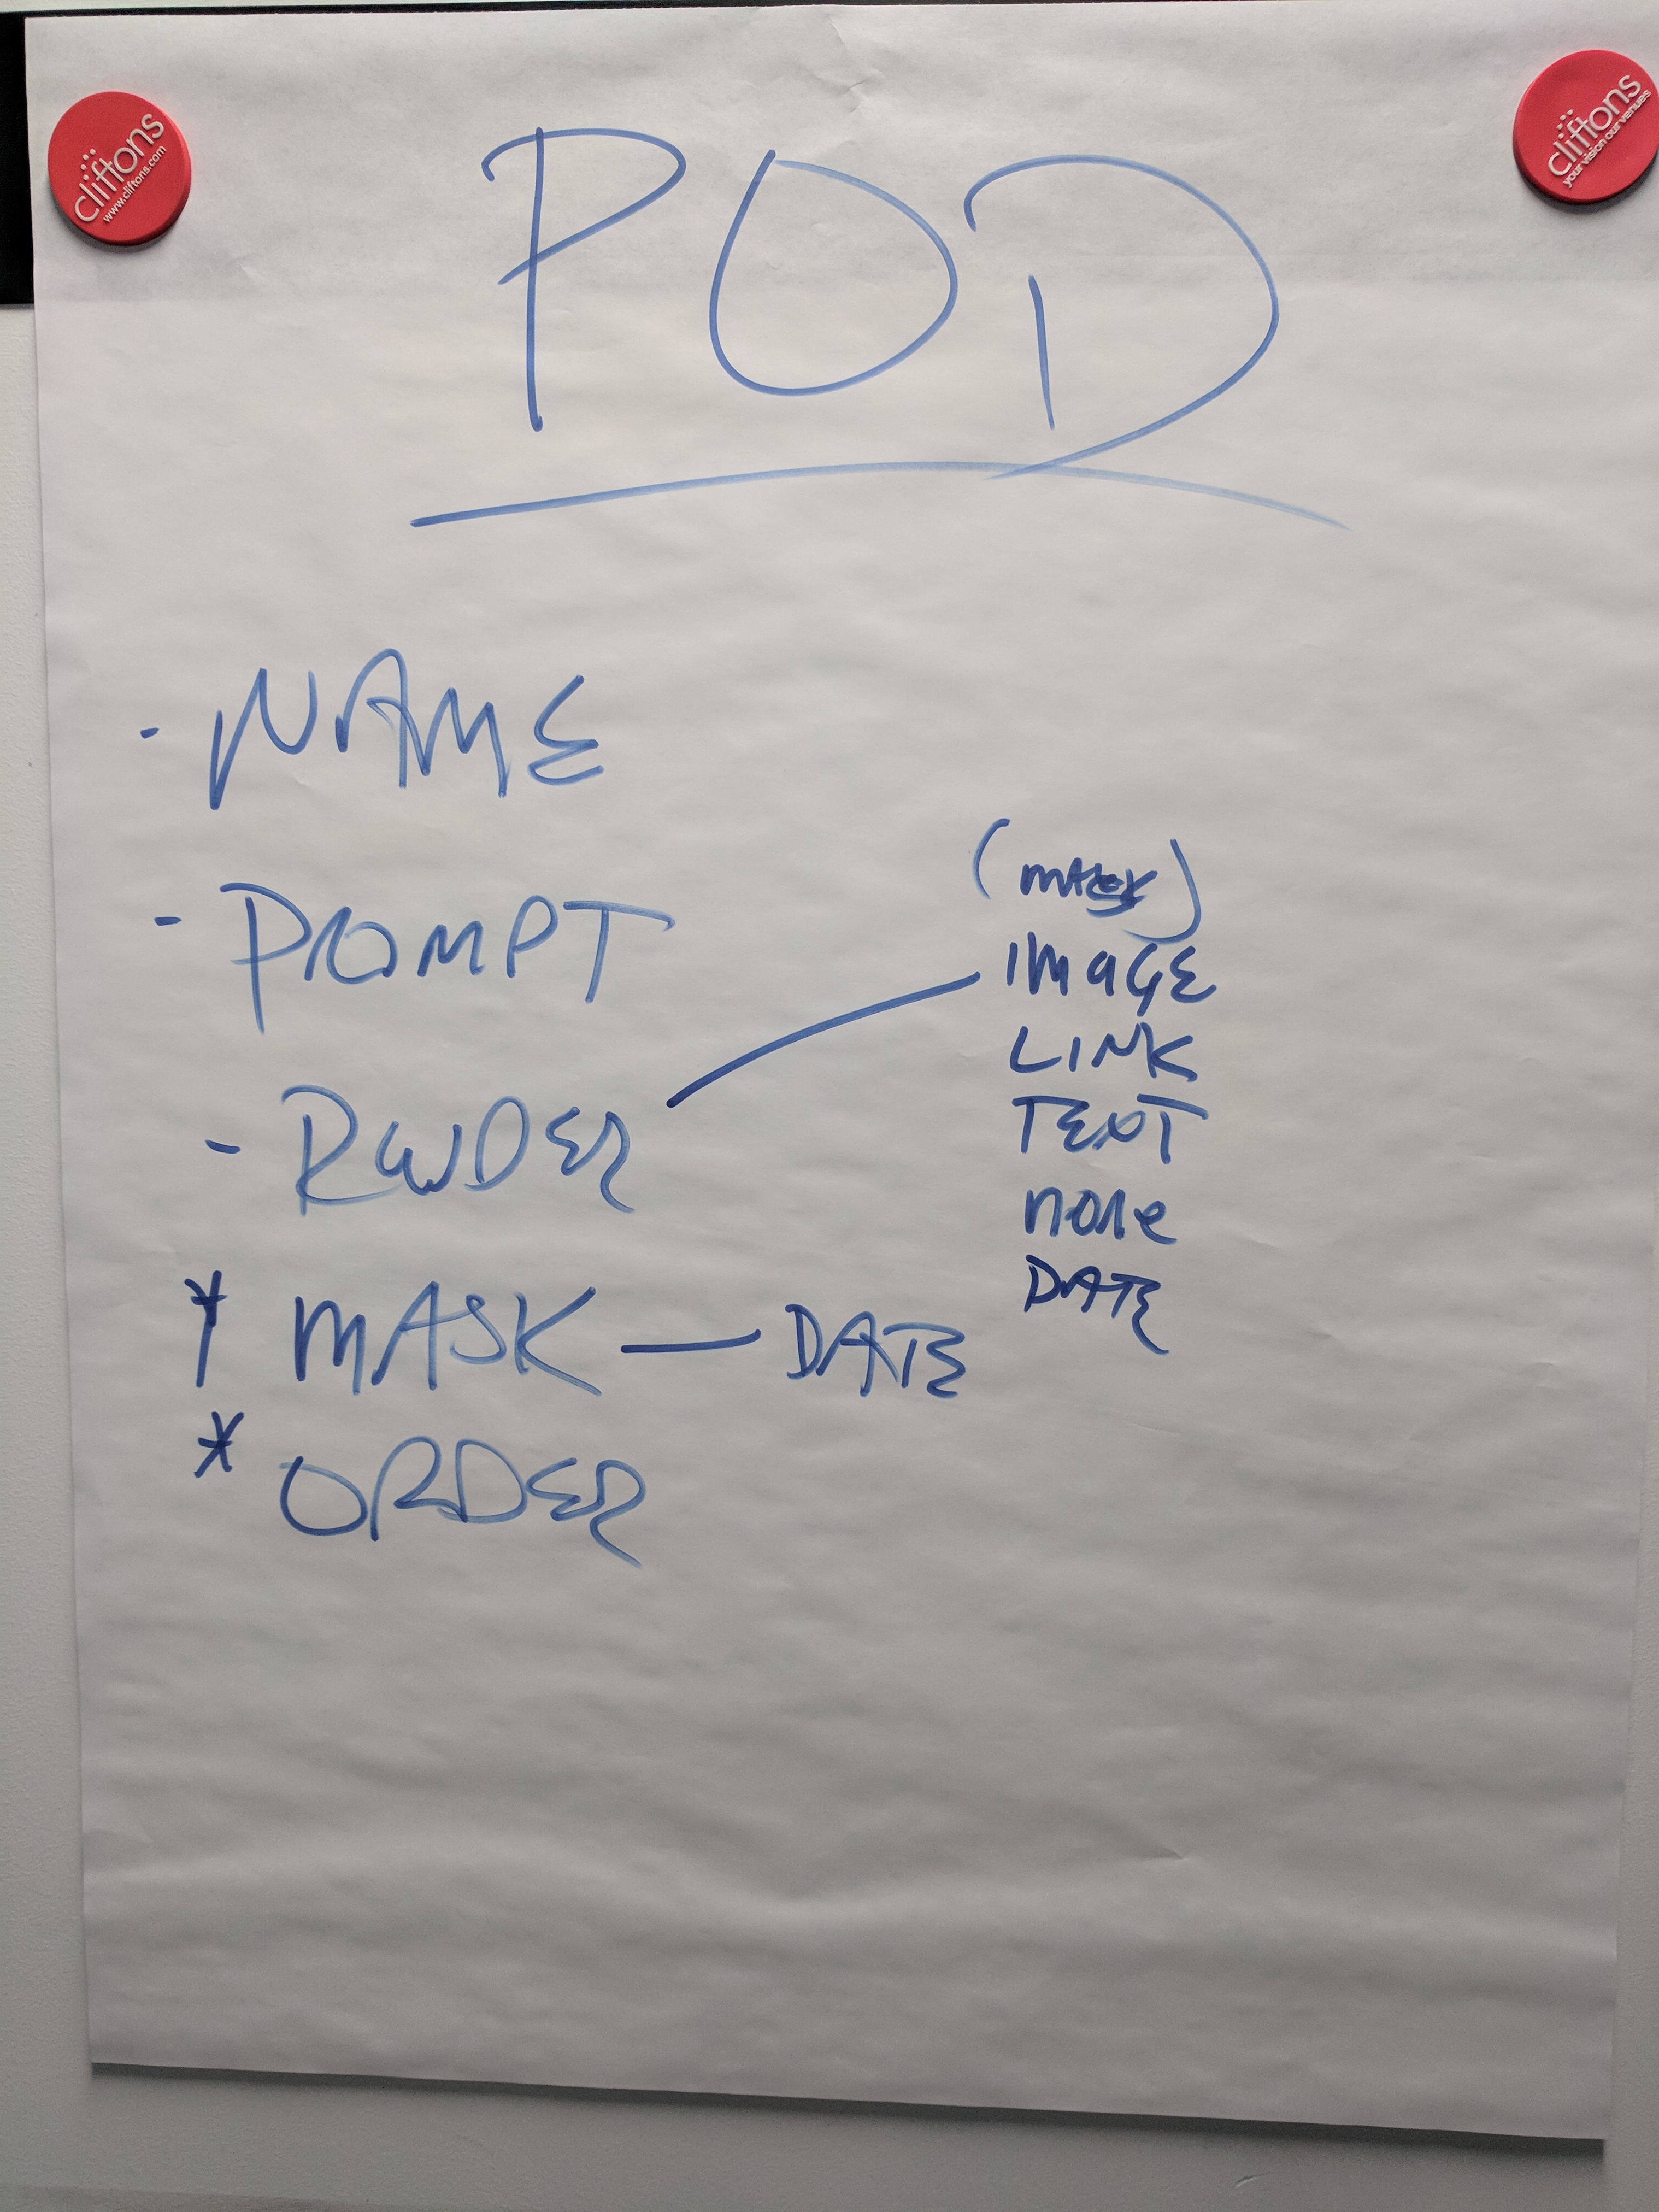 cliftons
www.cliftons.com
cliftons
your vision our venues
POD
- NAME
- PROMPT
- RENDER
(MASK)
IMAGE
LINK
TEXT
none
DATE
* MASK — DATE
* ORDER